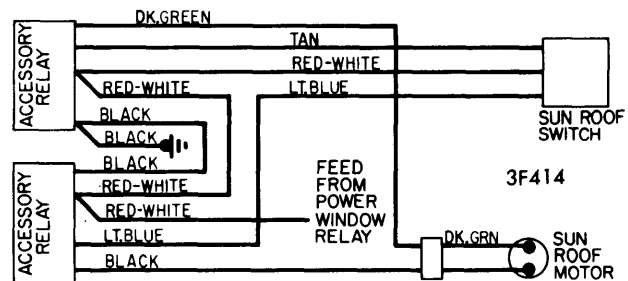 DK.GREEN
TAN
RED-WHITE
ACCESSORY
RELAY
RED-WHITE
LT.BLUE
BLACK
BLACK
BLACK
SUN ROOF
SWITCH
3F414
ACCESSORY
RELAY
RED-WHITE
RED-WHITE
LT.BLUE
BLACK
FEED
FROM
POWER
WINDOW
RELAY
DK.GRN
SUN
ROOF
MOTOR